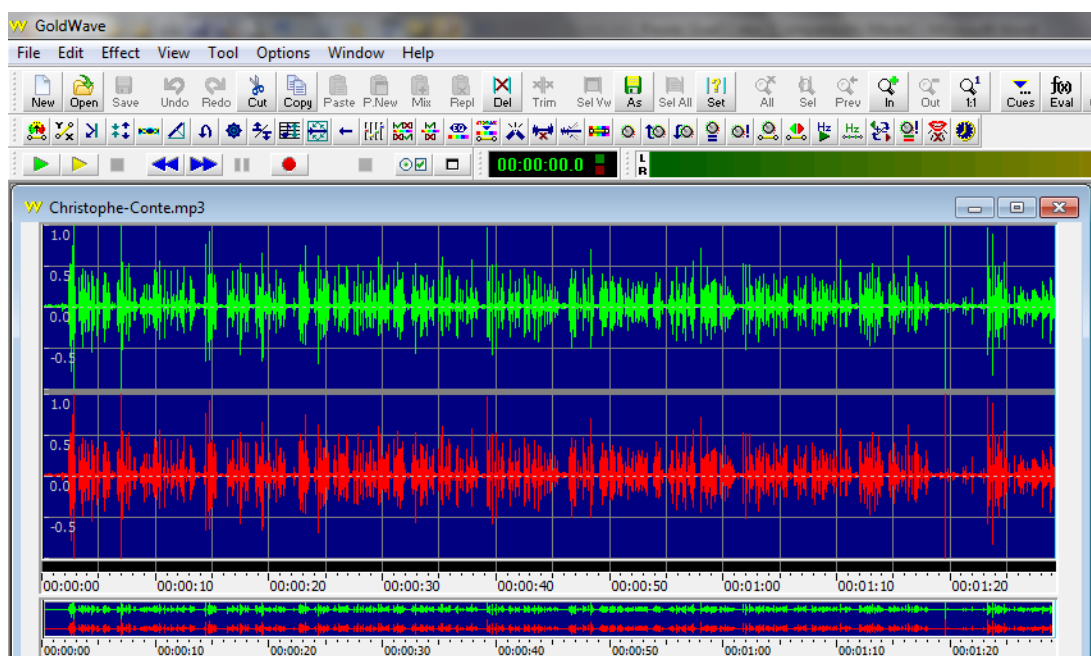 GoldWave
File Edit Effect View Tool Options Window Help
New Open Save Undo Redo Cut Copy Paste P.New Mix Repl Del Trim Sel Vw As Sel All Set All Sel Prev In Out 1:1 Cues Eval
00:00:00.0
L
R
Christophe-Conte.mp3
1.0
0.5
0.0
-0.5
1.0
0.5
0.0
-0.5
00:00:00 00:00:10 00:00:20 00:00:30 00:00:40 00:00:50 00:01:00 00:01:10 00:01:20
00:00:00 00:00:10 00:00:20 00:00:30 00:00:40 00:00:50 00:01:00 00:01:10 00:01:20